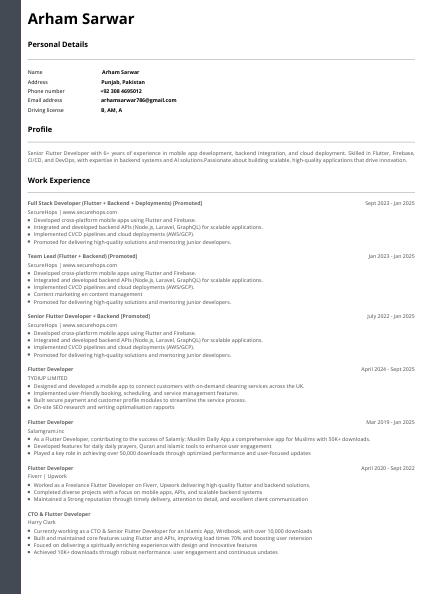 Arham Sarwar
Personal Details
Name Arham Sarwar
Address Punjab, Pakistan
Phone number +92 308 4695012
Email address arhamsarwar786@gmail.com
Driving license B, AM, A
Profile
Senior Flutter Developer with 6+ years of experience in mobile app development, backend integration, and cloud deployment. Skilled in Flutter, Firebase,
CI/CD, and DevOps, with expertise in backend systems and AI solutions.Passionate about building scalable, high-quality applications that drive innovation.
Work Experience
Full Stack Developer (Flutter + Backend + Deployments) [Promoted] Sept 2023 - Jan 2025
SecureHops | www.securehops.com
• Developed cross-platform mobile apps using Flutter and Firebase.
• Integrated and developed backend APIs (Node.js, Laravel, GraphQL) for scalable applications.
• Implemented CI/CD pipelines and cloud deployments (AWS/GCP).
• Promoted for delivering high-quality solutions and mentoring junior developers.
Team Lead (Flutter + Backend) [Promoted] Jan 2023 - Jan 2025
SecureHops | www.securehops.com
• Developed cross-platform mobile apps using Flutter and Firebase.
• Integrated and developed backend APIs (Node.js, Laravel, GraphQL) for scalable applications.
• Implemented CI/CD pipelines and cloud deployments (AWS/GCP).
• Content marketing en content management
• Promoted for delivering high-quality solutions and mentoring junior developers.
Senior Flutter Developer + Backend [Promoted] July 2022 - Jan 2025
SecureHops | www.securehops.com
• Developed cross-platform mobile apps using Flutter and Firebase.
• Integrated and developed backend APIs (Node.js, Laravel, GraphQL) for scalable applications.
• Implemented CI/CD pipelines and cloud deployments (AWS/GCP).
• Promoted for delivering high-quality solutions and mentoring junior developers.
Flutter Developer April 2024 - Sept 2025
TYDIUP LIMITED
• Designed and developed a mobile app to connect customers with on-demand cleaning services across the UK.
• Implemented user-friendly booking, scheduling, and service management features.
• Built secure payment and customer profile modules to streamline the service process.
• On-site SEO research and writing optimisation rapports
Flutter Developer Mar 2019 - Jan 2025
Salamgram.inc
• As a Flutter Developer, contributing to the success of Salamly: Muslim Daily App a comprehensive app for Muslims with 50K+ downloads.
• Developed features for daily daily prayers, Quran and Islamic tools to enhance user engagement
• Played a key role in achieving over 50,000 downloads through optimized performance and user-focused updates
Flutter Developer April 2020 - Sept 2022
Fiverr | Upwork
• Worked as a Freelance Flutter Developer on Fiverr, Upwork delivering high quality flutter and backend solutions.
• Completed diverse projects with a focus on mobile apps, APIs, and scalable backend systems
• Maintained a Strong reputation through timely delivery, attention to detail, and excellent client communication
CTO & Flutter Developer
Harry Clark
• Currently working as a CTO & Senior Flutter Developer for an Islamic App, Wirdbook, with over 10,000 downloads
• Built and maintained core features using Flutter and APIs, improving load times 70% and boosting user retention
• Fouced on delivering a spiritually enriching experience with design and innovative features
• Achieved 10K+ downloads through robust performance, user engagement and continuous updates